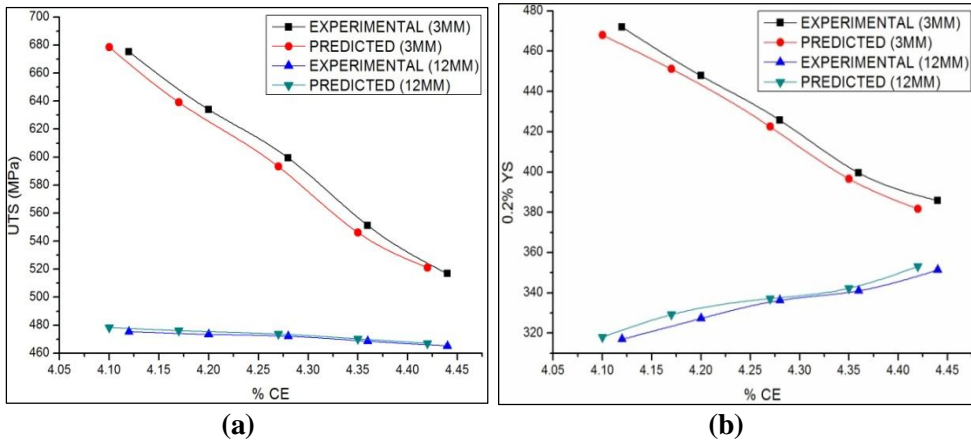 700
680
660
640
620
600
580
560
540
520
500
480
460
UTS (MPa)
4.05 4.10 4.15 4.20 4.25 4.30 4.35 4.40 4.45
% CE
EXPERIMENTAL (3MM)
PREDICTED (3MM)
EXPERIMENTAL (12MM)
PREDICTED (12MM)
(a)
480
460
440
420
400
380
360
340
320
0.2% YS
4.05 4.10 4.15 4.20 4.25 4.30 4.35 4.40 4.45
% CE
EXPERIMENTAL (3MM)
PREDICTED (3MM)
EXPERIMENTAL (12MM)
PREDICTED (12MM)
(b)